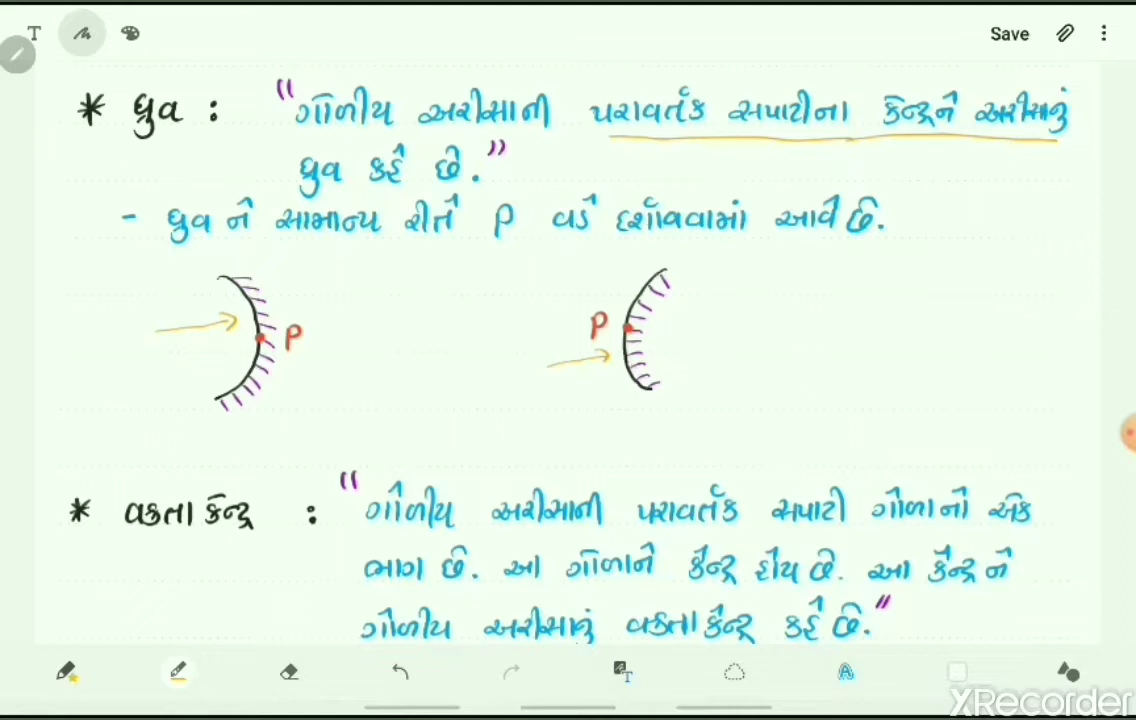 T
Save
* ધ્રુવ : "ગોળીય અરીસાની પરાવર્તક સપાટીના કેન્દ્રને અરીસાનું
ધ્રુવ કહે છે."
- ધ્રુવ ને સામાન્ય રીતે P વડે દર્શાવવામાં આવે છે.
P
P
* વક્રતા કેન્દ્ર : "ગોળીય અરીસાની પરાવર્તક સપાટી ગોળાનો એક
ભાગ છે. આ ગોળાને કેન્દ્ર હોય છે. આ કેન્દ્ર ને
ગોળીય અરીસાનું વક્રતા કેન્દ્ર કહે છે."
XRecorder